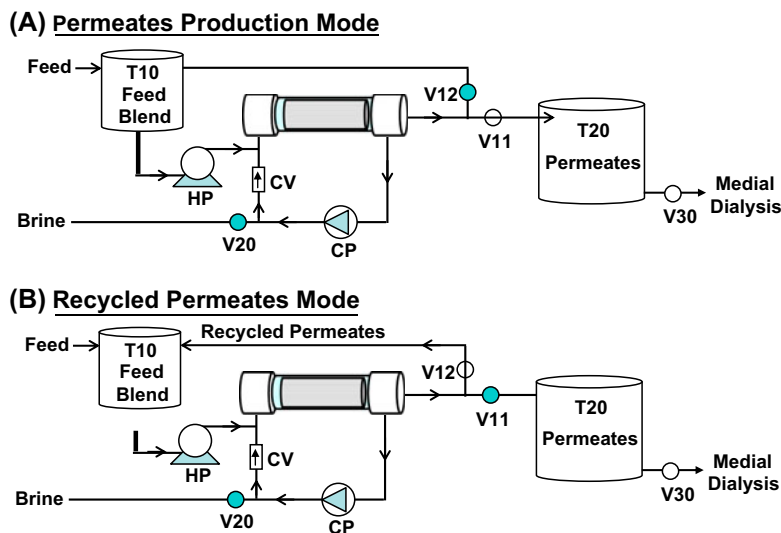 (A) Permeates Production Mode
Feed
T10
Feed
Blend
V12
V11
T20
Permeates
HP
CV
Medial
Dialysis
V30
Brine
V20
CP
(B) Recycled Permeates Mode
Recycled Permeates
Feed
T10
Feed
Blend
V12
V11
T20
Permeates
HP
CV
Medial
Dialysis
V30
Brine
V20
CP